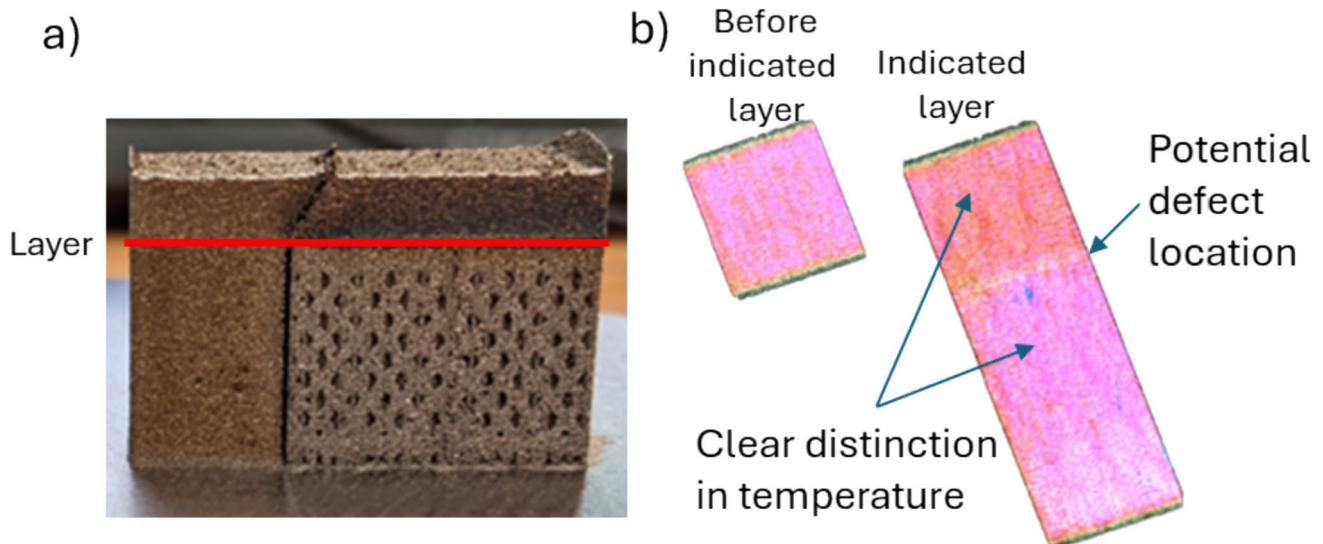 a)
Layer
b)
Before
indicated
layer
Indicated
layer
Potential
defect
location
Clear distinction
in temperature